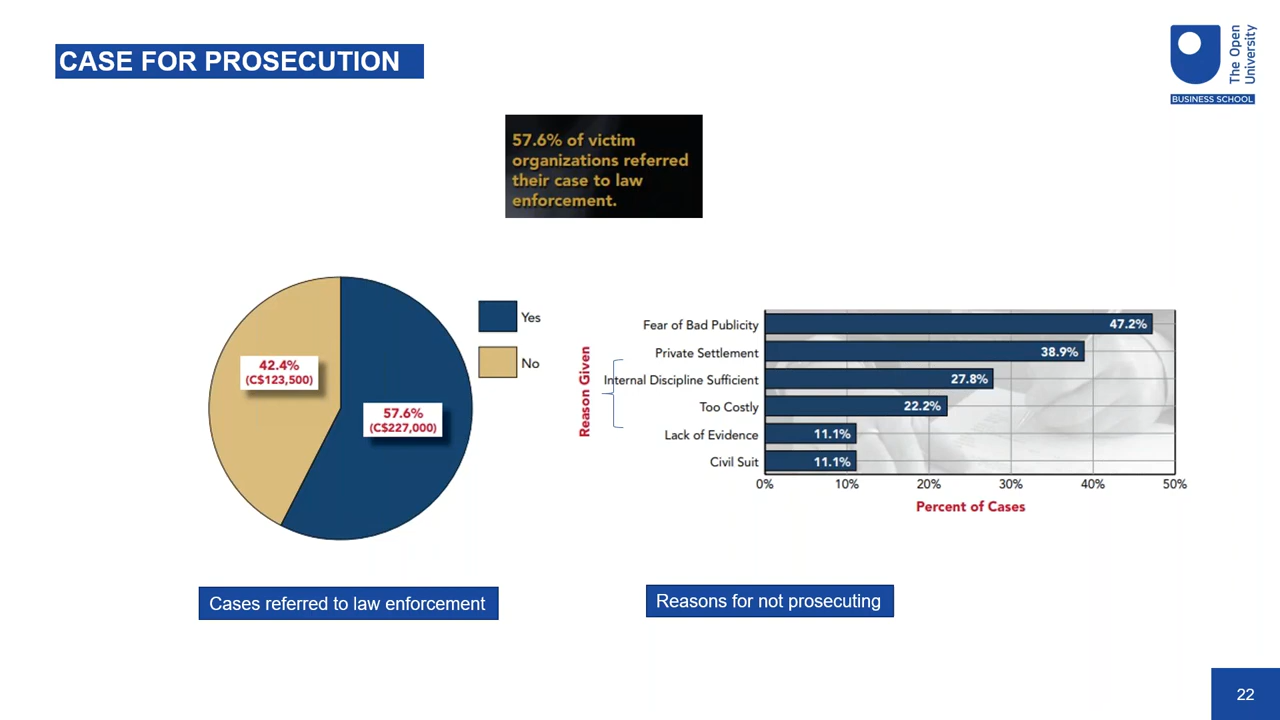 CASE FOR PROSECUTION
The Open
University
BUSINESS SCHOOL
57.6% of victim
organizations referred
their case to law
enforcement.
Yes
No
42.4%
(C$123,500)
57.6%
(C$227,000)
Reason Given
Fear of Bad Publicity 47.2%
Private Settlement 38.9%
Internal Discipline Sufficient 27.8%
Too Costly 22.2%
Lack of Evidence 11.1%
Civil Suit 11.1%
0% 10% 20% 30% 40% 50%
Percent of Cases
Cases referred to law enforcement
Reasons for not prosecuting
22